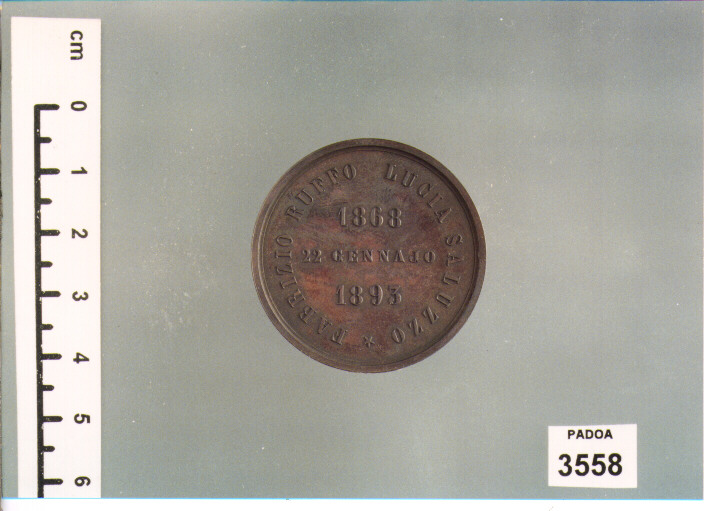 cm
0
1
2
3
4
5
6
FABRIZIO RUFFO LUCIA SALUZZO *
1868
22 GENNAJO
1893
PADOA
3558